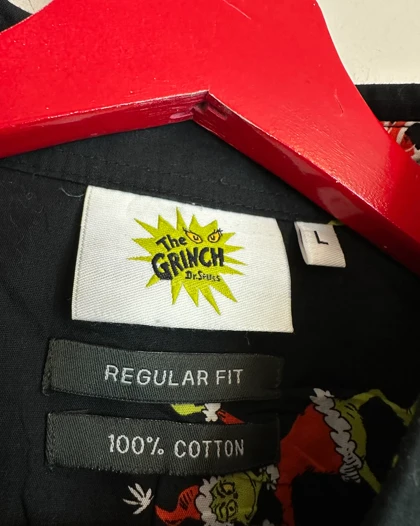 The
GRINCH
Dr. Seuss
L
REGULAR FIT
100% COTTON